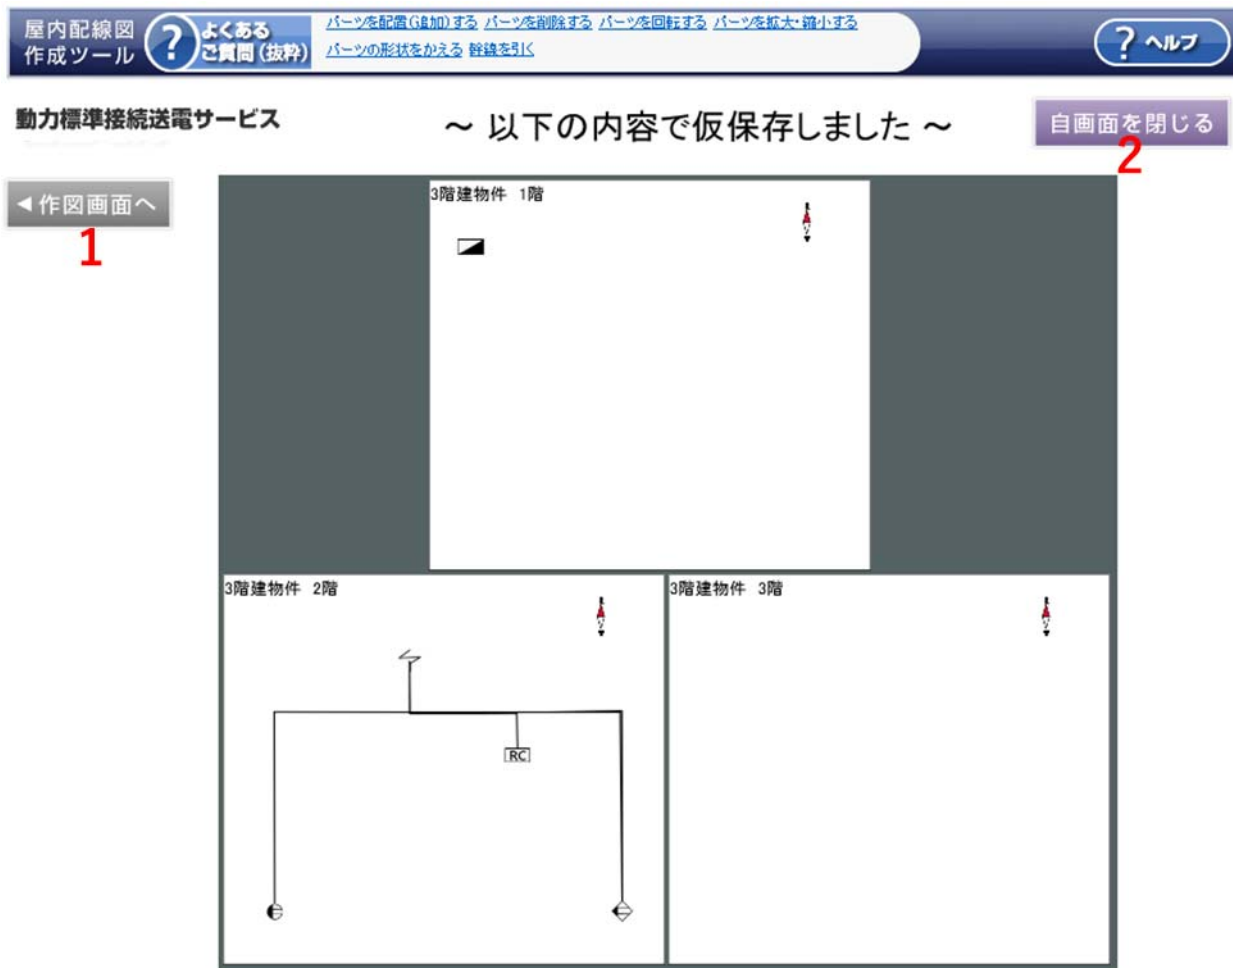 屋内配線図
作成ツール
?
よくある
ご質問(抜粋)
パーツを配置(追加)する パーツを削除する パーツを回転する パーツを拡大・縮小する
パーツの形状をかえる 幹線を引く
? ヘルプ
動力標準接続送電サービス
～ 以下の内容で仮保存しました ～
自画面を閉じる
2
◀作図画面へ
1
3階建物件 1階
3階建物件 2階
3階建物件 3階
RC